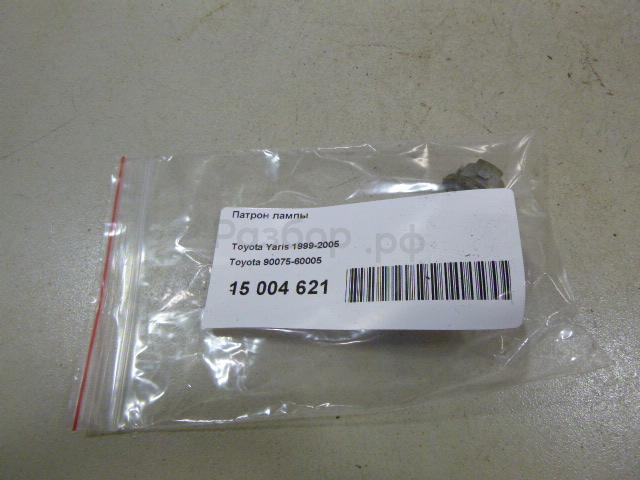 Патрон лампы
Разбор.рф
Toyota Yaris 1999-2005
Toyota 90075-60005
15 004 621